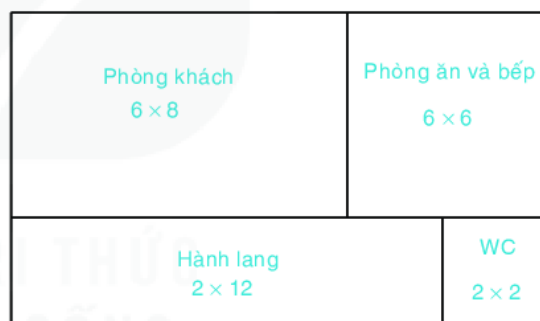 Phòng khách
6 × 8
Phòng ăn và bếp
6 × 6
Hành lang
2 × 12
WC
2 × 2